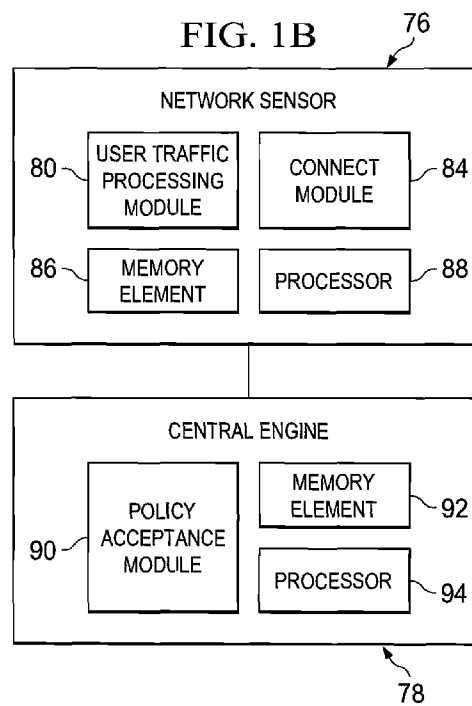 FIG. 1B
76
NETWORK SENSOR
80
USER TRAFFIC
PROCESSING
MODULE
CONNECT
MODULE
84
86
MEMORY
ELEMENT
PROCESSOR
88
CENTRAL ENGINE
90
POLICY
ACCEPTANCE
MODULE
MEMORY
ELEMENT
92
PROCESSOR
94
78